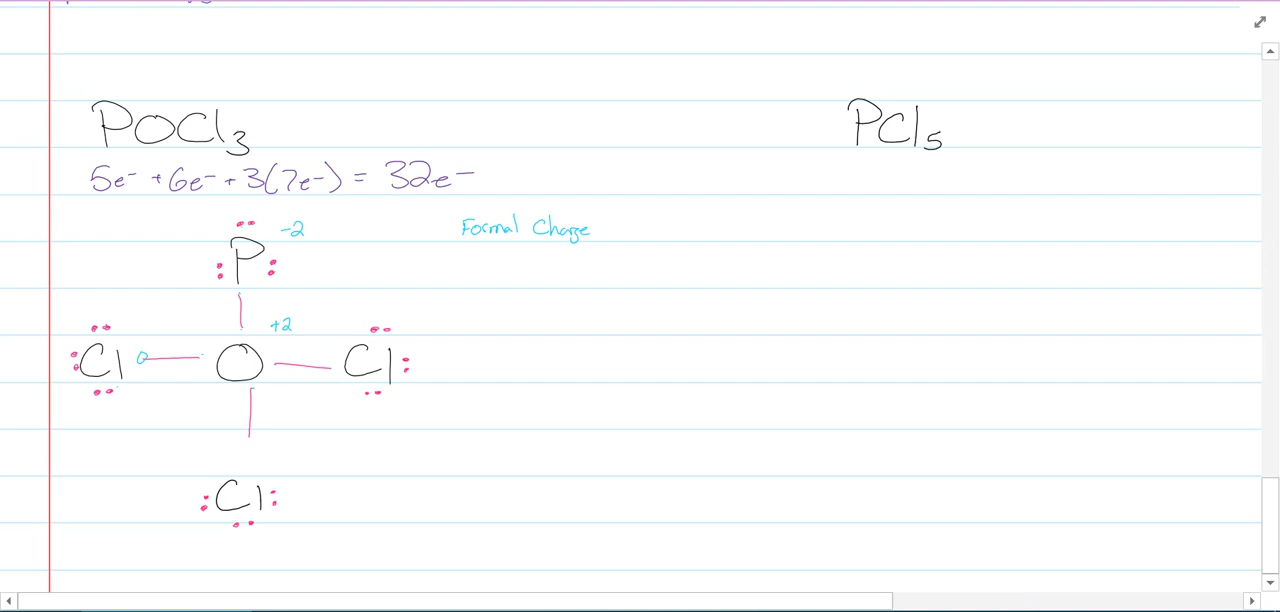 POCl₃
5e⁻ + 6e⁻ + 3(7e⁻) = 32e⁻
P -2
+2
Cl 0 O Cl
Cl
Formal Charge
PCl₅